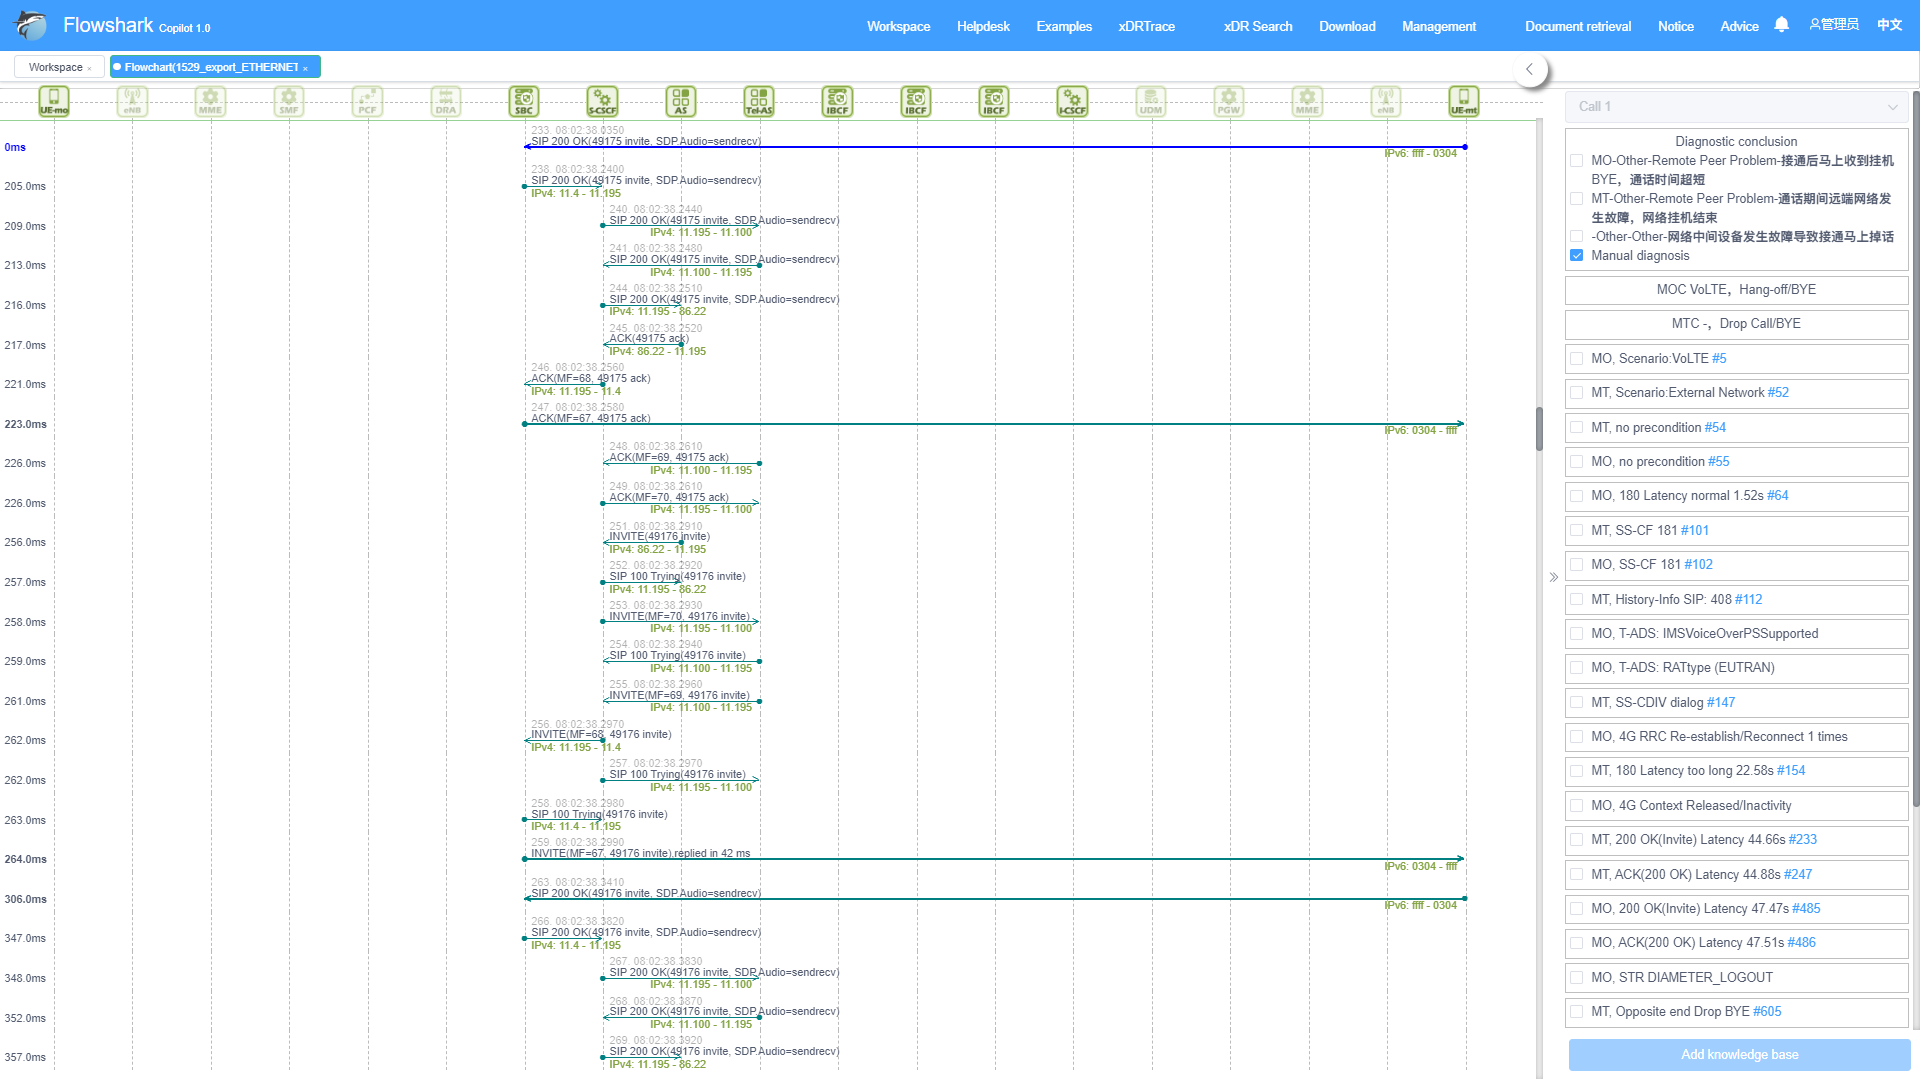 Flowshark Copilot 1.0
Workspace Helpdesk Examples xDRTrace xDR Search Download Management Document retrieval Notice Advice 管理员 中文
Workspace ×
Flowchart(1529_export_ETHERNET ×
UE-mo eNB MME SMF PCF DRA SBC S-CSCF AS Tel-AS IBCF IBCF IBCF I-CSCF UDM PGW MME eNB UE-mt
233. 08:02:38.0350
0ms SIP 200 OK(49175 invite, SDP.Audio=sendrecv)
IPv6: ffff - 0304
238. 08:02:38.2400
205.0ms SIP 200 OK(49175 invite, SDP.Audio=sendrecv)
IPv4: 11.4 - 11.195
240. 08:02:38.2440
209.0ms SIP 200 OK(49175 invite, SDP.Audio=sendrecv)
IPv4: 11.195 - 11.100
241. 08:02:38.2480
213.0ms SIP 200 OK(49175 invite, SDP.Audio=sendrecv)
IPv4: 11.100 - 11.195
244. 08:02:38.2510
216.0ms SIP 200 OK(49175 invite, SDP.Audio=sendrecv)
IPv4: 11.195 - 86.22
245. 08:02:38.2520
217.0ms ACK(49175 ack)
IPv4: 86.22 - 11.195
246. 08:02:38.2560
221.0ms ACK(MF=68, 49175 ack)
IPv4: 11.195 - 11.4
247. 08:02:38.2580
223.0ms ACK(MF=67, 49175 ack)
IPv6: 0304 - ffff
248. 08:02:38.2610
226.0ms ACK(MF=69, 49175 ack)
IPv4: 11.100 - 11.195
249. 08:02:38.2610
226.0ms ACK(MF=70, 49175 ack)
IPv4: 11.195 - 11.100
251. 08:02:38.2910
256.0ms INVITE(49176 invite)
IPv4: 86.22 - 11.195
252. 08:02:38.2920
257.0ms SIP 100 Trying(49176 invite)
IPv4: 11.195 - 86.22
253. 08:02:38.2930
258.0ms INVITE(MF=70, 49176 invite)
IPv4: 11.195 - 11.100
254. 08:02:38.2940
259.0ms SIP 100 Trying(49176 invite)
IPv4: 11.100 - 11.195
255. 08:02:38.2960
261.0ms INVITE(MF=69, 49176 invite)
IPv4: 11.100 - 11.195
256. 08:02:38.2970
262.0ms INVITE(MF=68, 49176 invite)
IPv4: 11.195 - 11.4
257. 08:02:38.2970
262.0ms SIP 100 Trying(49176 invite)
IPv4: 11.195 - 11.100
258. 08:02:38.2980
263.0ms SIP 100 Trying(49176 invite)
IPv4: 11.4 - 11.195
259. 08:02:38.2990
264.0ms INVITE(MF=67, 49176 invite).replied in 42 ms
IPv6: 0304 - ffff
263. 08:02:38.3410
306.0ms SIP 200 OK(49176 invite, SDP.Audio=sendrecv)
IPv6: ffff - 0304
266. 08:02:38.3820
347.0ms SIP 200 OK(49176 invite, SDP.Audio=sendrecv)
IPv4: 11.4 - 11.195
267. 08:02:38.3830
348.0ms SIP 200 OK(49176 invite, SDP.Audio=sendrecv)
IPv4: 11.195 - 11.100
268. 08:02:38.3870
352.0ms SIP 200 OK(49176 invite, SDP.Audio=sendrecv)
IPv4: 11.100 - 11.195
269. 08:02:38.3920
357.0ms SIP 200 OK(49176 invite, SDP.Audio=sendrecv)
IPv4: 11.195 - 86.22
Call 1
Diagnostic conclusion
MO-Other-Remote Peer Problem-接通后马上收到挂机
BYE，通话时间超短
MT-Other-Remote Peer Problem-通话期间远端网络发
生故障，网络挂机结束
-Other-Other-网络中间设备发生故障导致接通马上掉话
Manual diagnosis
MOC VoLTE，Hang-off/BYE
MTC -，Drop Call/BYE
MO, Scenario:VoLTE #5
MT, Scenario:External Network #52
MT, no precondition #54
MO, no precondition #55
MO, 180 Latency normal 1.52s #64
MT, SS-CF 181 #101
MO, SS-CF 181 #102
MT, History-Info SIP: 408 #112
MO, T-ADS: IMSVoiceOverPSSupported
MO, T-ADS: RATtype (EUTRAN)
MT, SS-CDIV dialog #147
MO, 4G RRC Re-establish/Reconnect 1 times
MT, 180 Latency too long 22.58s #154
MO, 4G Context Released/Inactivity
MT, 200 OK(Invite) Latency 44.66s #233
MT, ACK(200 OK) Latency 44.88s #247
MO, 200 OK(Invite) Latency 47.47s #485
MO, ACK(200 OK) Latency 47.51s #486
MO, STR DIAMETER_LOGOUT
MT, Opposite end Drop BYE #605
Add knowledge base